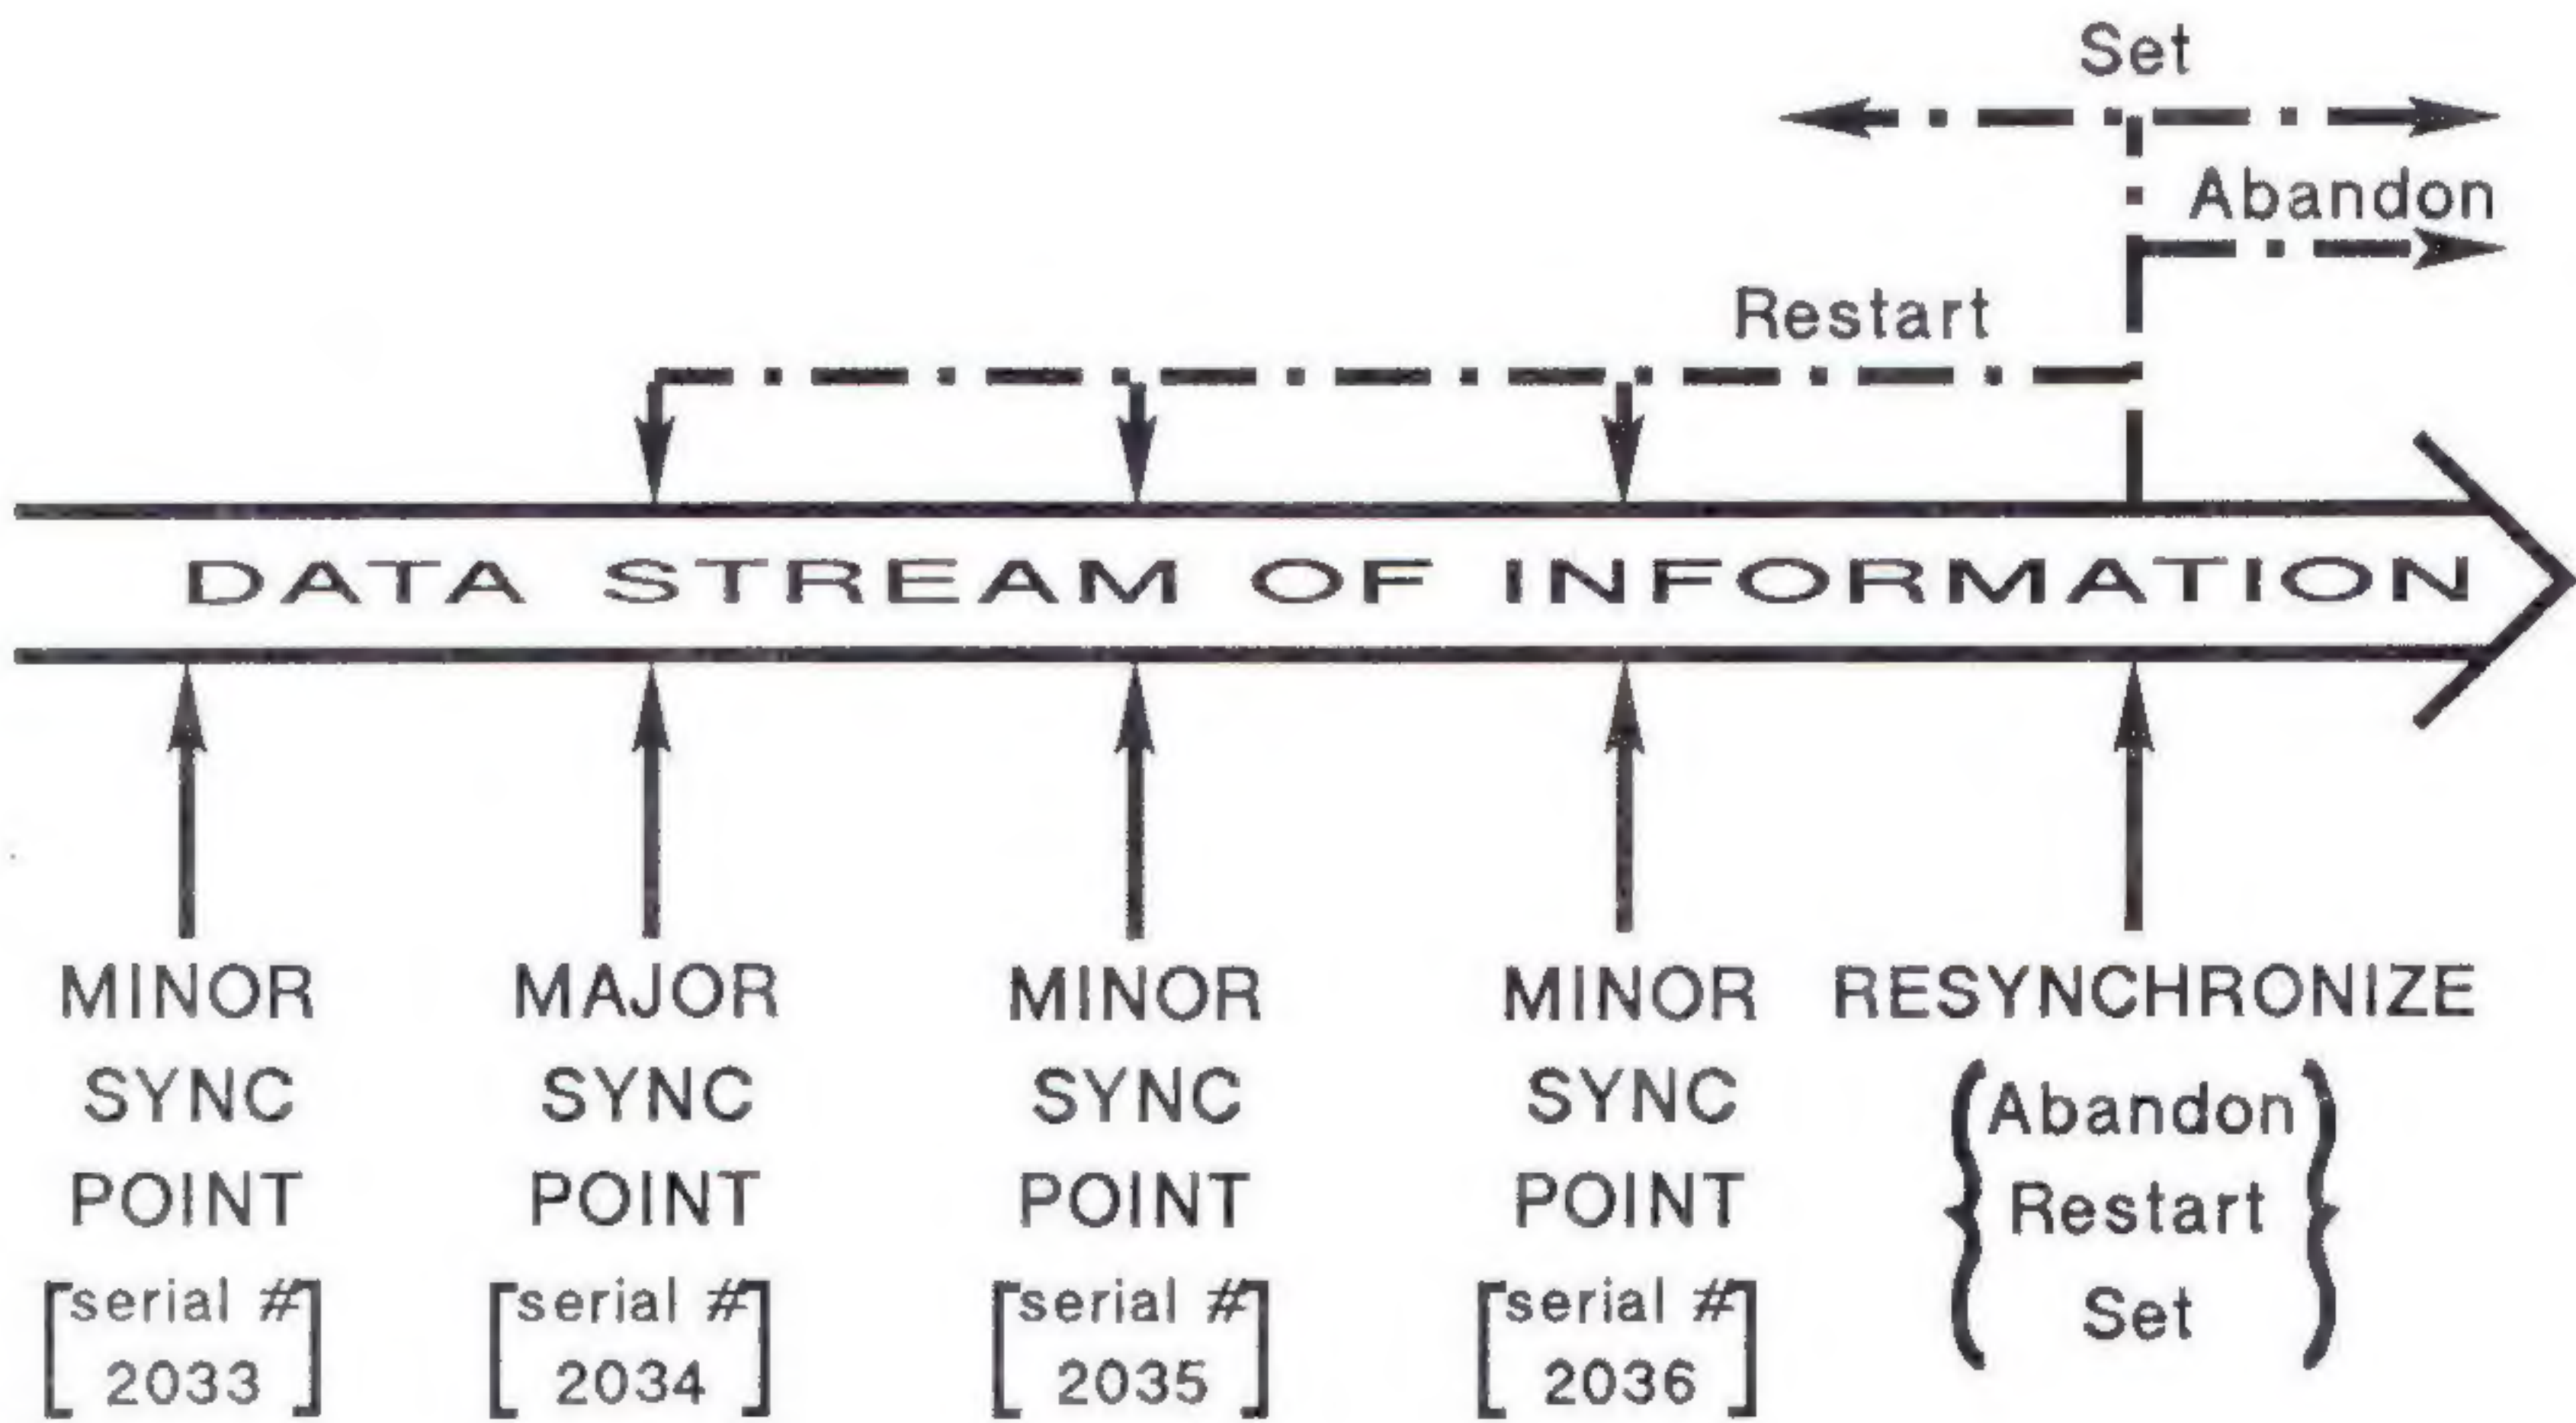 Set
Abandon
Restart
DATA STREAM OF INFORMATION
MINOR
SYNC
POINT
[serial #
2033]
MAJOR
SYNC
POINT
[serial #
2034]
MINOR
SYNC
POINT
[serial #
2035]
MINOR
SYNC
POINT
[serial #
2036]
RESYNCHRONIZE
{Abandon
Restart
Set}